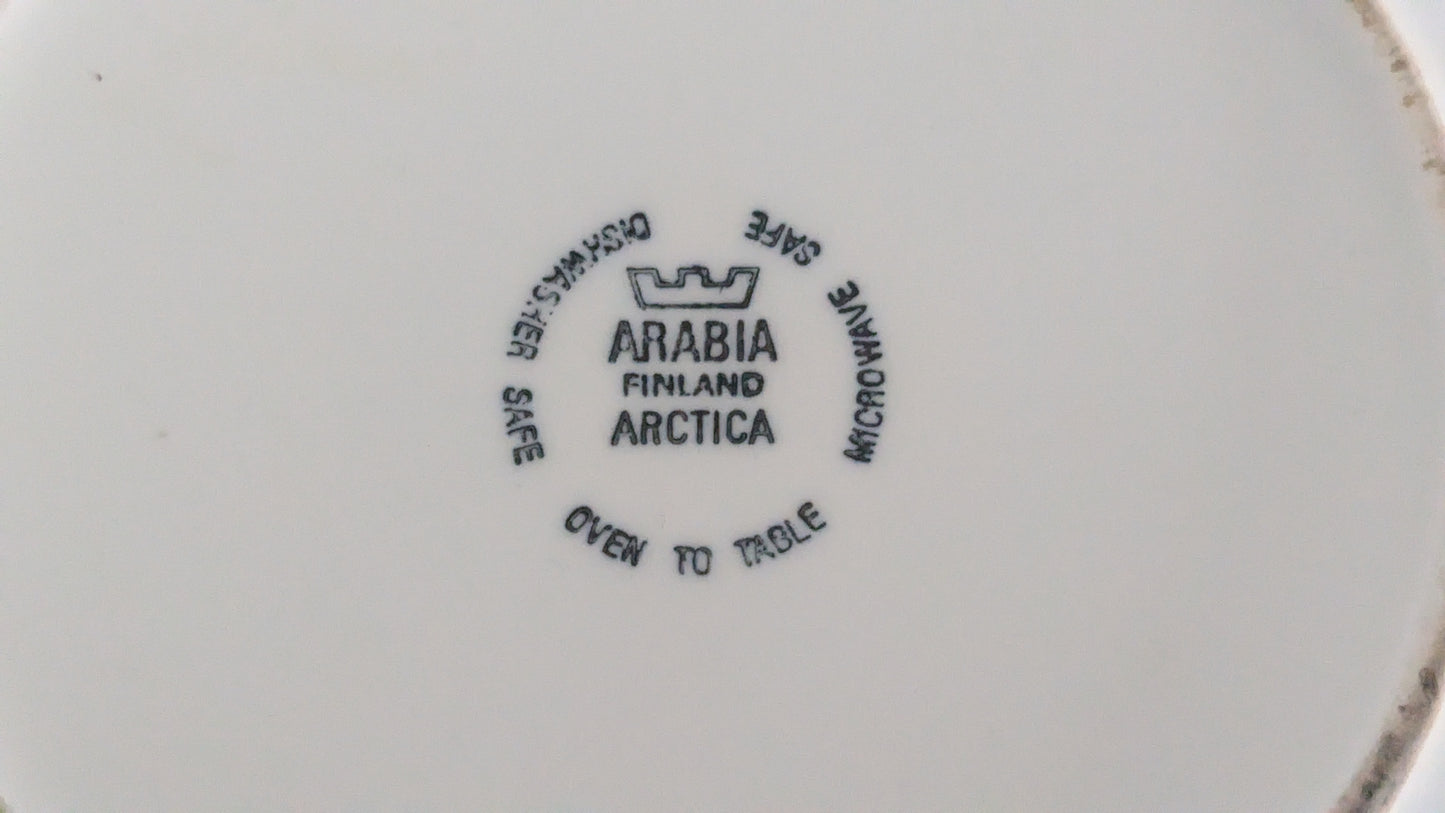 ARABIA
FINLAND
ARCTICA
DISHWASHER SAFE
OVEN TO TABLE
MICROWAVE SAFE